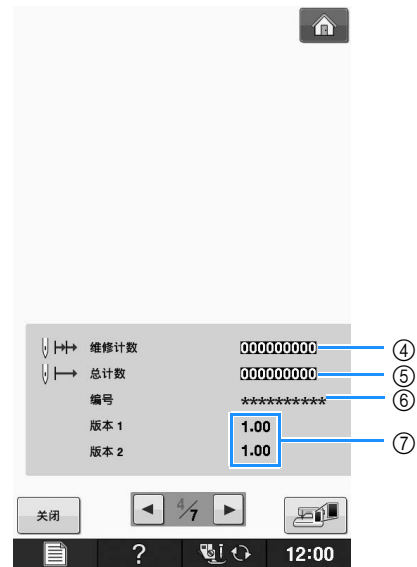 维修计数 000000000 ④
总计数 000000000 ⑤
编号 ********** ⑥
版本 1 1.00
版本 2 1.00 ⑦
关闭 4/7
? 12:00